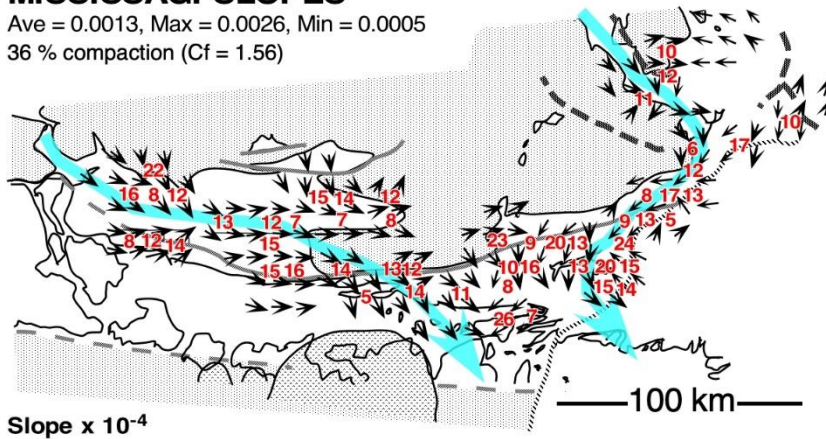 MISSISSAGI SLOPES
Ave = 0.0013, Max = 0.0026, Min = 0.0005
36 % compaction (Cf = 1.56)
10
12
11
10
6
17
12
22
16 8 12
15 14 12
8 17 13
13 12 7 7 8
9 13 5
8 12 14
15
23 9 20 13 24
15 16
14
13 12
10 16
13 20 15
8
15 14
5
14
11
26 7
100 km
Slope x 10-4